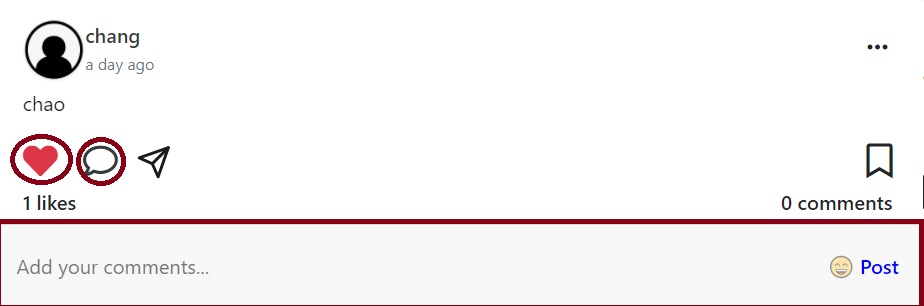 chang
a day ago
chao
1 likes
0 comments
Add your comments...
Post